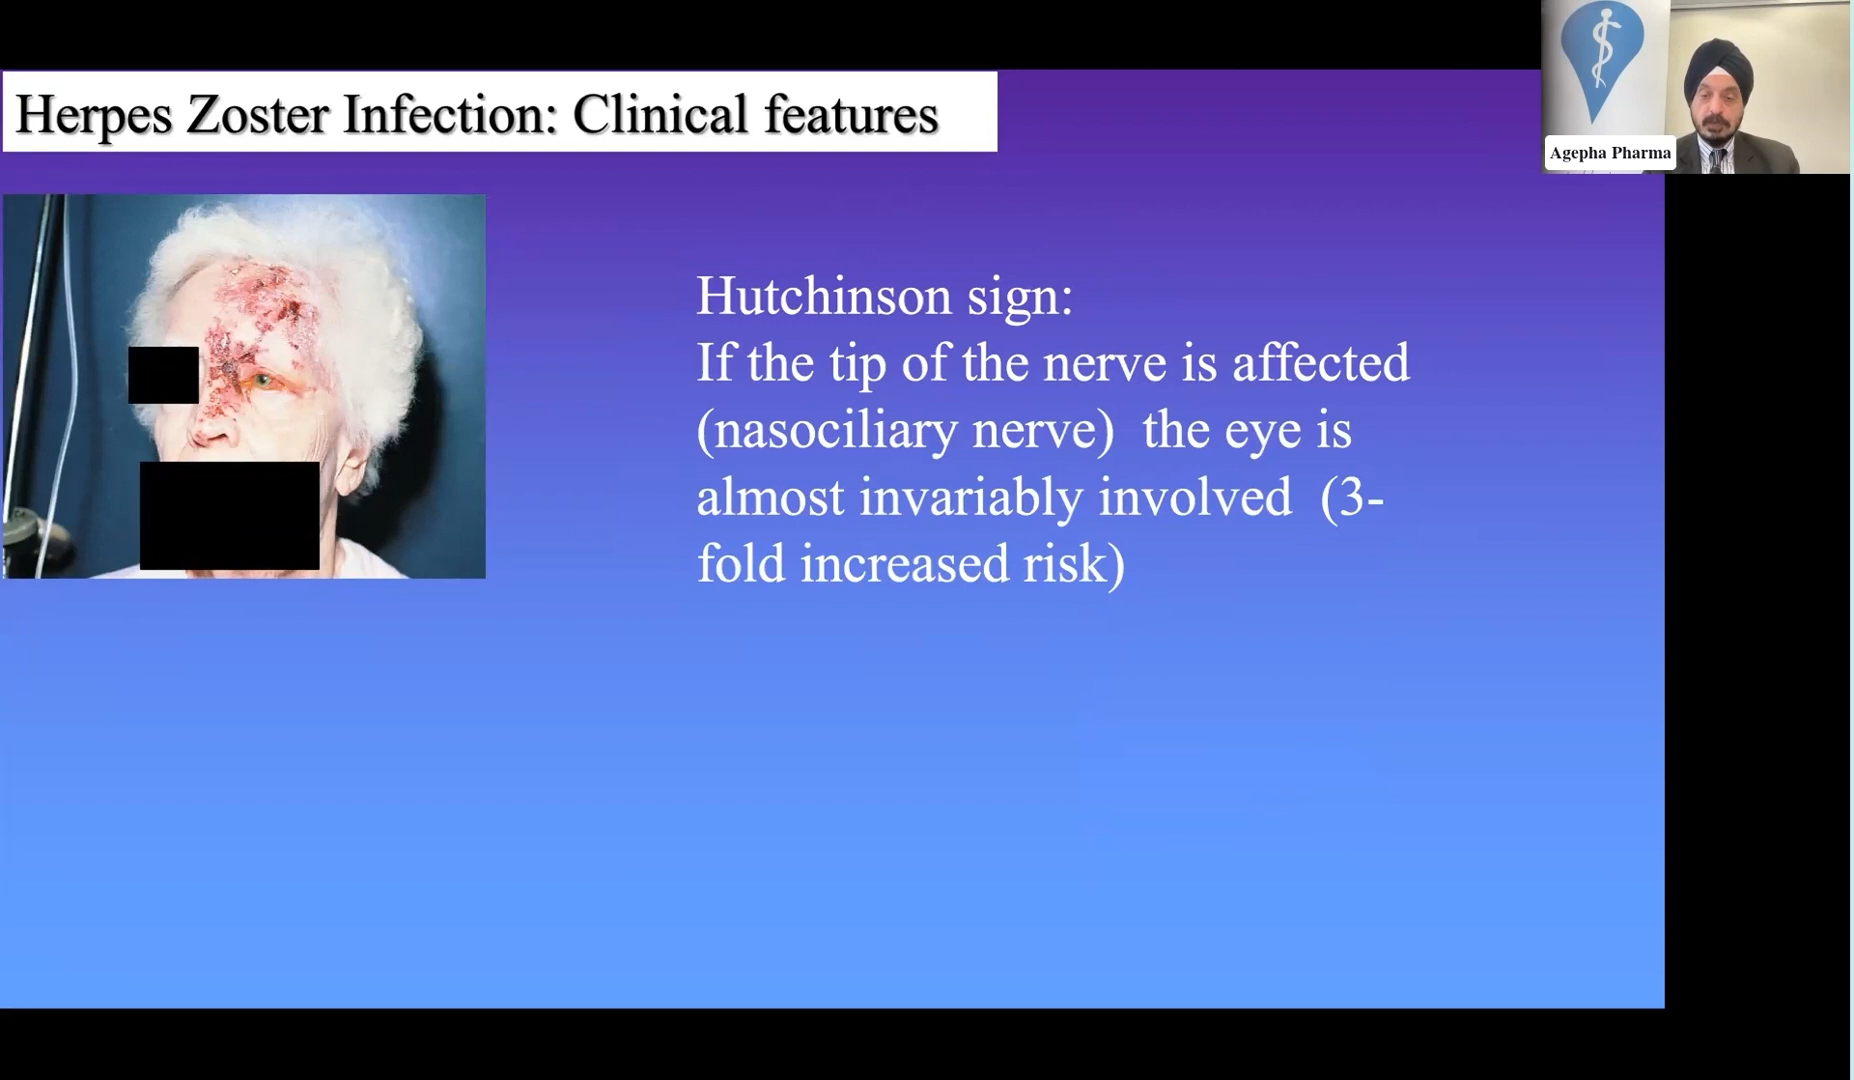 Herpes Zoster Infection: Clinical features
Agepha Pharma
Hutchinson sign:
If the tip of the nerve is affected
(nasociliary nerve)  the eye is
almost invariably involved  (3-
fold increased risk)